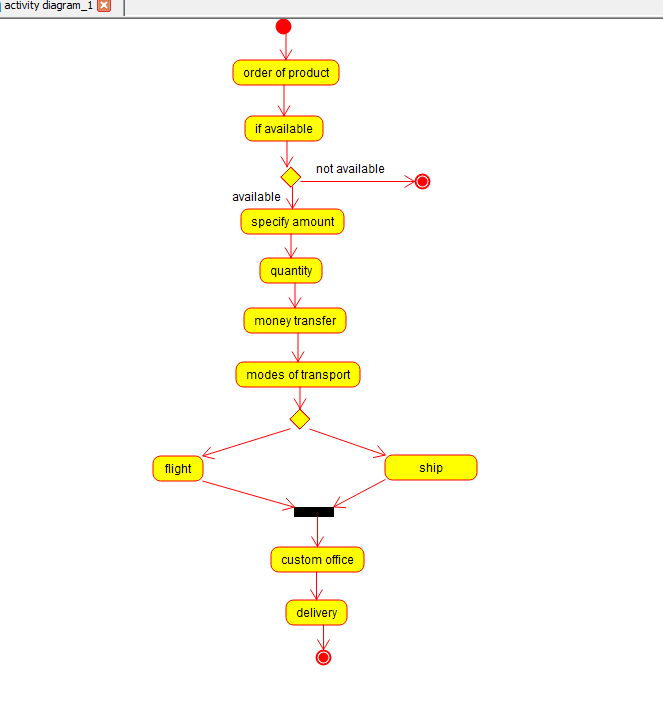 activity diagram_1
order of product
if available
not available
available
specify amount
quantity
money transfer
modes of transport
flight
ship
custom office
delivery